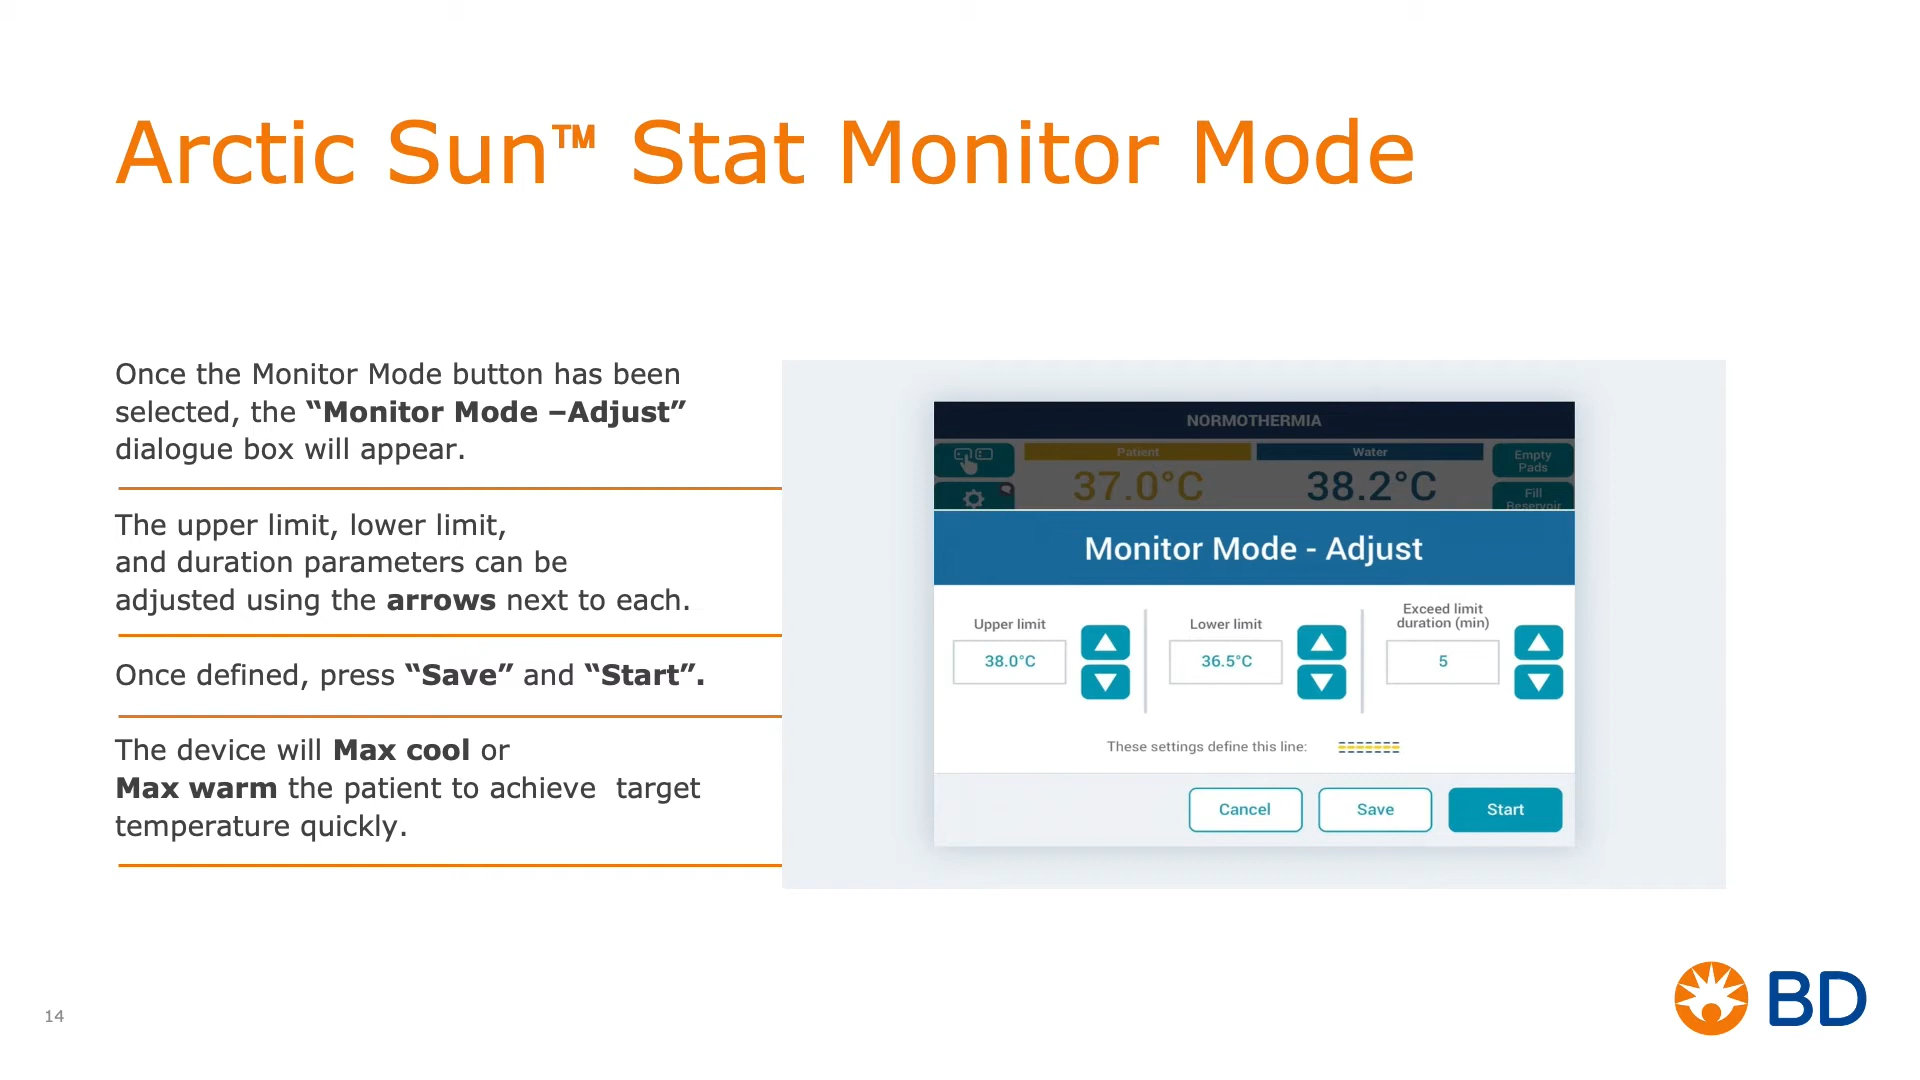 Arctic Sun™ Stat Monitor Mode
Once the Monitor Mode button has been
selected, the “Monitor Mode –Adjust”
dialogue box will appear.
The upper limit, lower limit,
and duration parameters can be
adjusted using the arrows next to each.
Once defined, press “Save” and “Start”.
The device will Max cool or
Max warm the patient to achieve  target
temperature quickly.
NORMOTHERMIA
Patient
Water
37.0°C
38.2°C
Empty
Pads
Fill
Reservoir
Monitor Mode - Adjust
Upper limit
38.0°C
Lower limit
36.5°C
Exceed limit
duration (min)
5
These settings define this line:
Cancel
Save
Start
14
BD